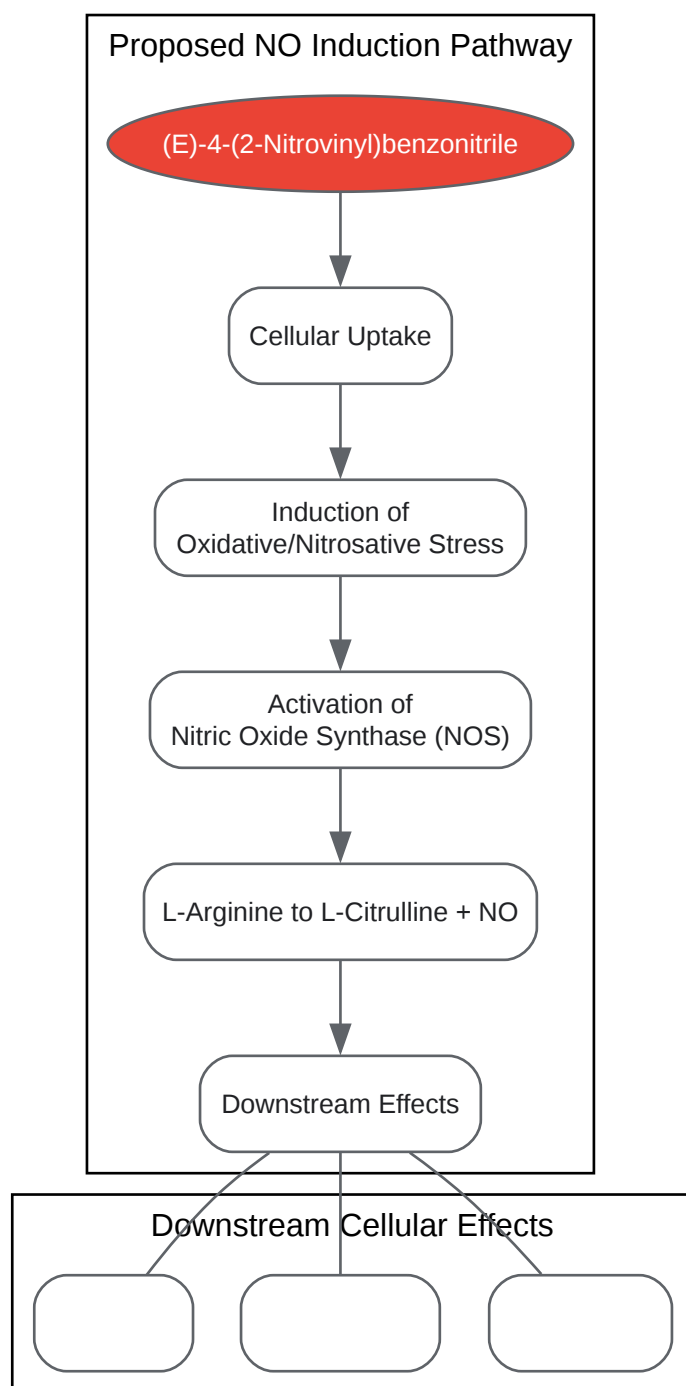 Proposed NO Induction Pathway
(E)-4-(2-Nitrovinyl)benzonitrile
Cellular Uptake
Induction of
Oxidative/Nitrosative Stress
Activation of
Nitric Oxide Synthase (NOS)
L-Arginine to L-Citrulline + NO
Downstream Effects
Downstream Cellular Effects